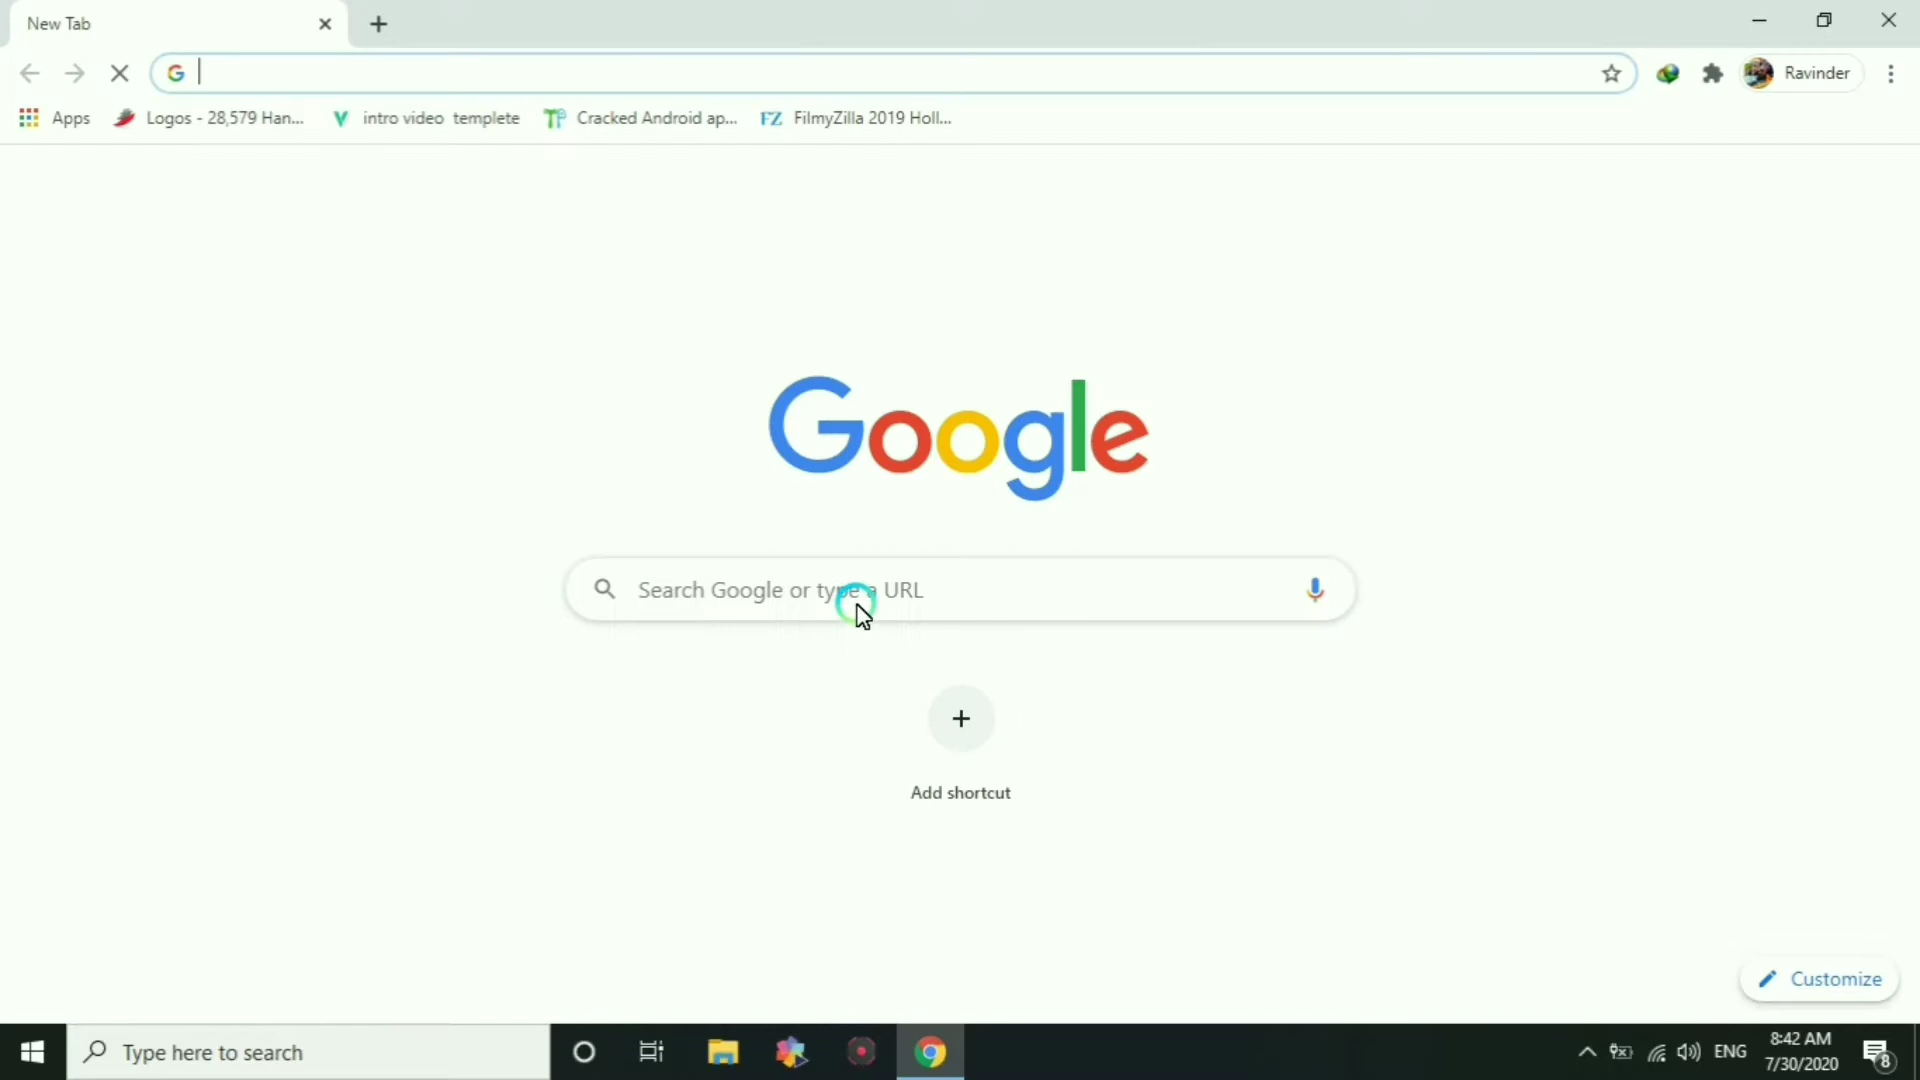 New Tab
Ravinder
Apps
Logos - 28,579 Han...
intro video templete
Cracked Android ap...
FZ FilmyZilla 2019 Holl...
Google
Search Google or type a URL
Add shortcut
Customize
Type here to search
ENG
8:42 AM
7/30/2020
8